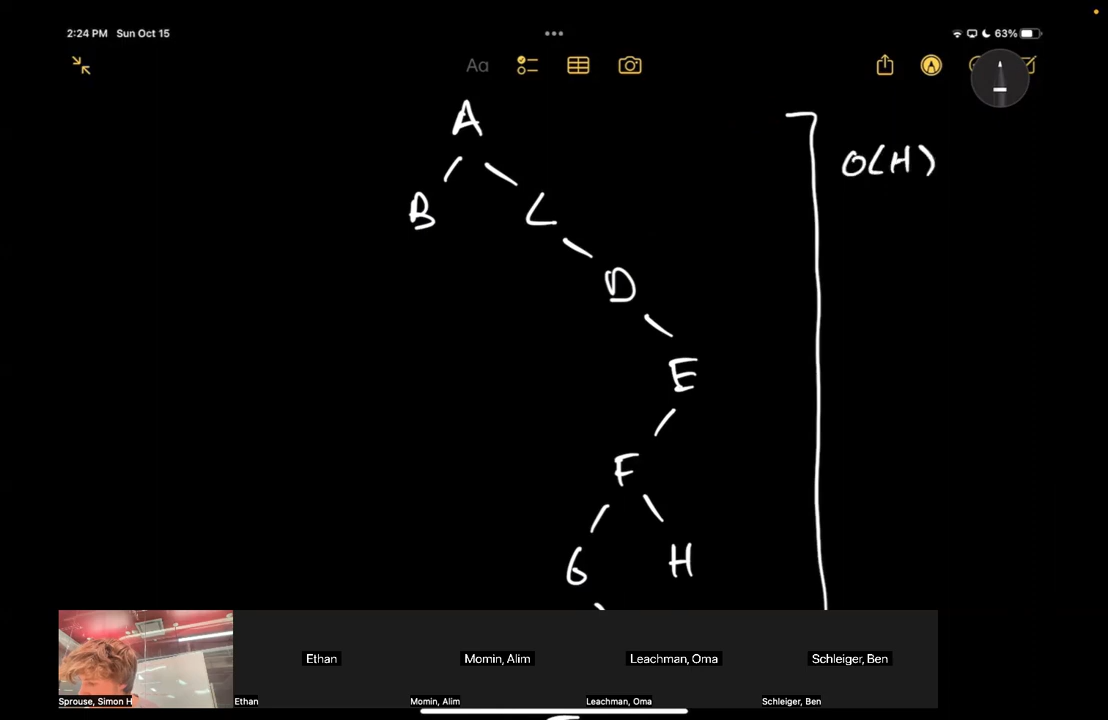 2:24 PM Sun Oct 15
63%
Aa
A
O(H)
B C
D
E
F
G H
Ethan
Momin, Alim
Leachman, Oma
Schleiger, Ben
Sprouse, Simon H
Ethan
Momin, Alim
Leachman, Oma
Schleiger, Ben